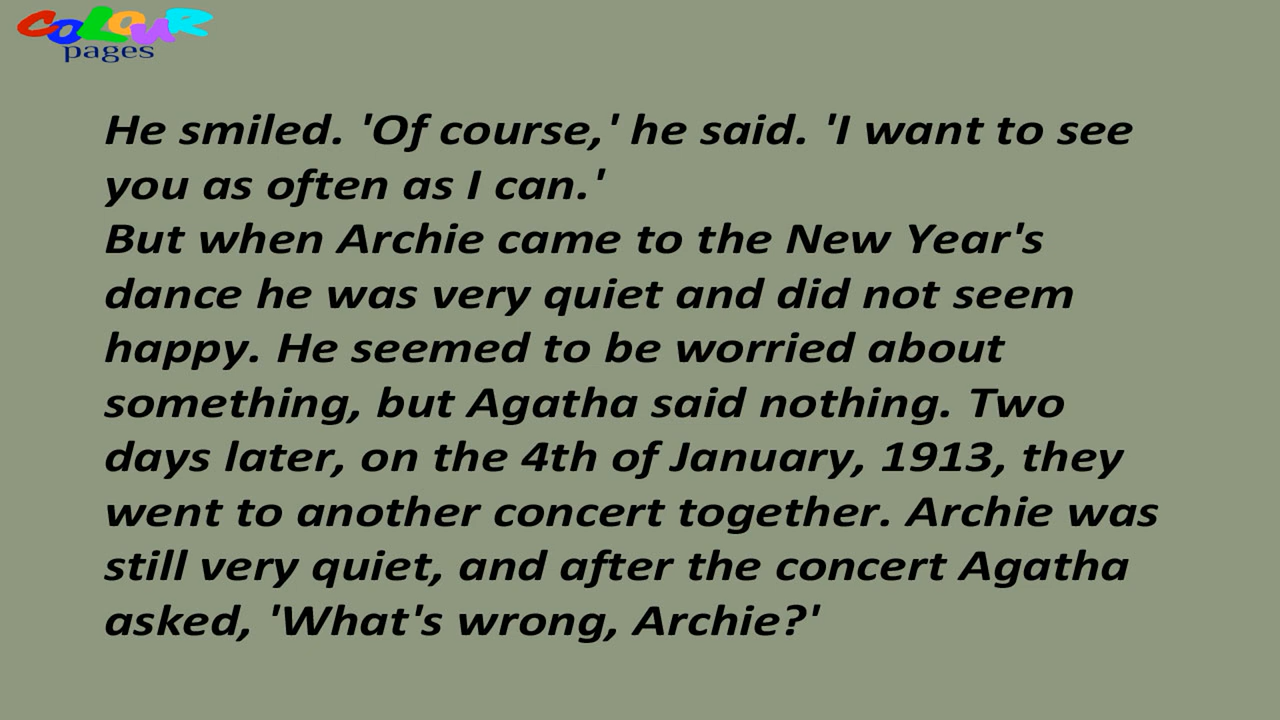 COLOUR
pages
He smiled. 'Of course,' he said. 'I want to see
you as often as I can.'
But when Archie came to the New Year's
dance he was very quiet and did not seem
happy. He seemed to be worried about
something, but Agatha said nothing. Two
days later, on the 4th of January, 1913, they
went to another concert together. Archie was
still very quiet, and after the concert Agatha
asked, 'What's wrong, Archie?'